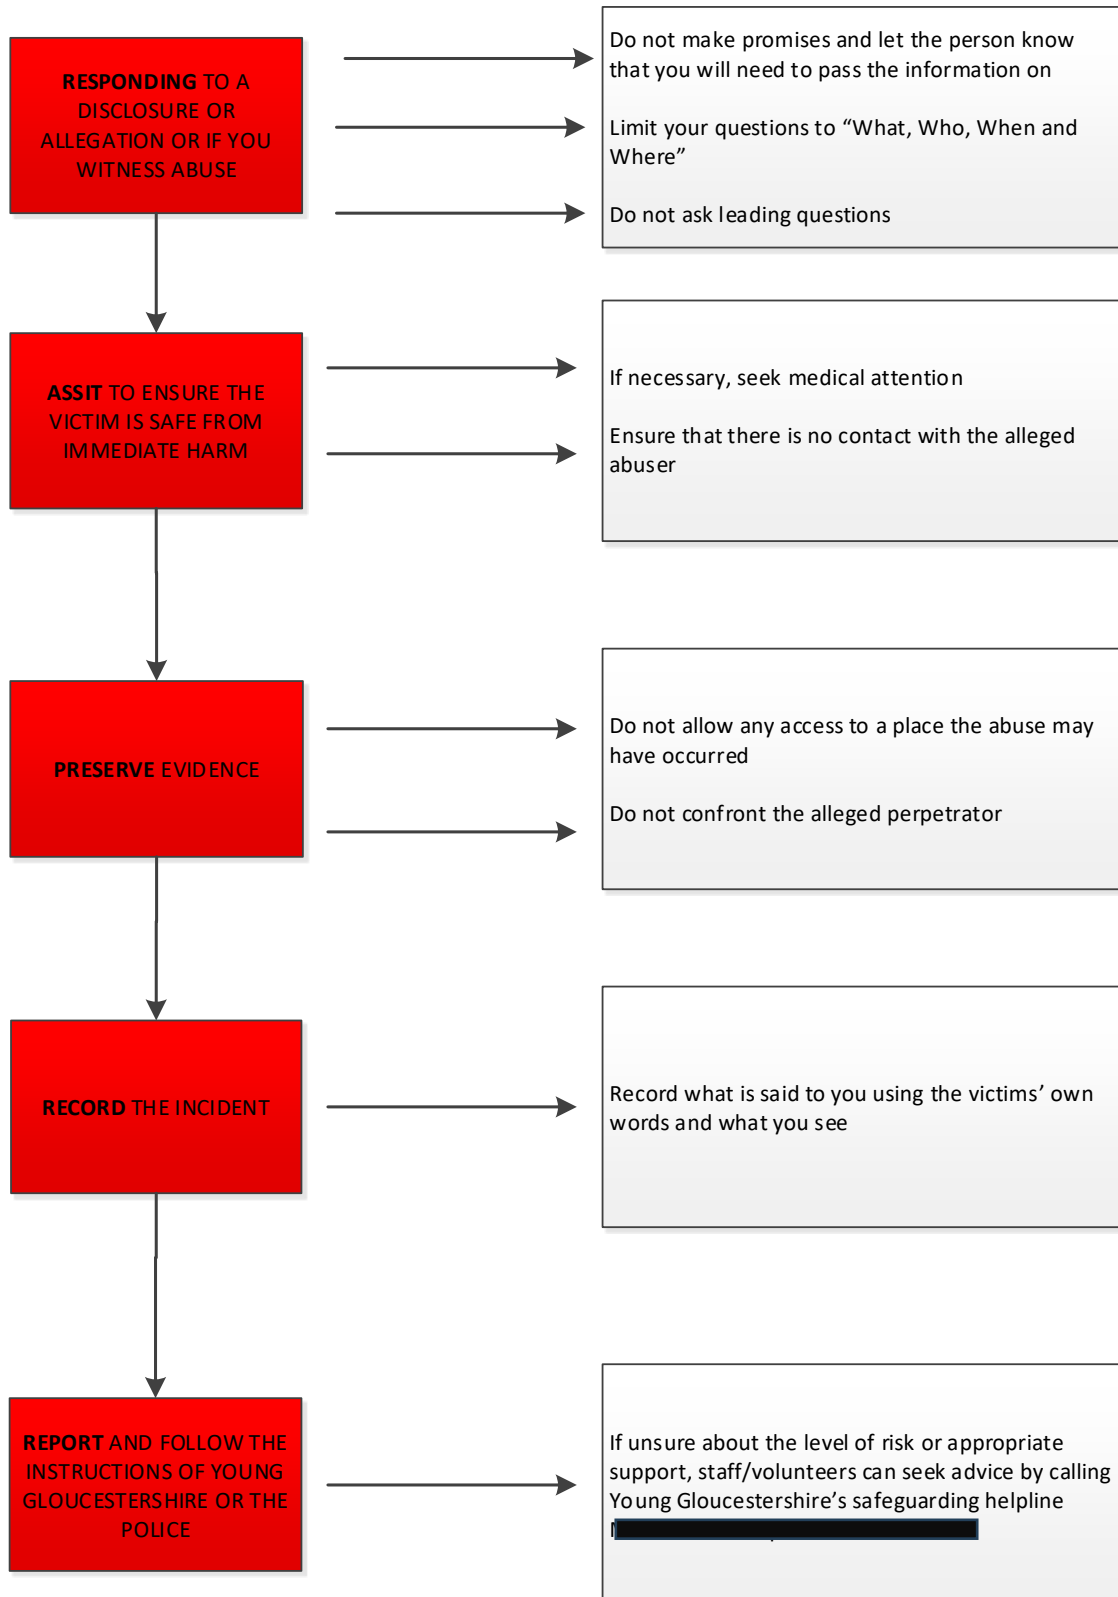 RESPONDING TO A
DISCLOSURE OR
ALLEGATION OR IF YOU
WITNESS ABUSE
Do not make promises and let the person know
that you will need to pass the information on
Limit your questions to “What, Who, When and
Where”
Do not ask leading questions
ASSIT TO ENSURE THE
VICTIM IS SAFE FROM
IMMEDIATE HARM
If necessary, seek medical attention
Ensure that there is no contact with the alleged
abuser
PRESERVE EVIDENCE
Do not allow any access to a place the abuse may
have occurred
Do not confront the alleged perpetrator
RECORD THE INCIDENT
Record what is said to you using the victims’ own
words and what you see
REPORT AND FOLLOW THE
INSTRUCTIONS OF YOUNG
GLOUCESTERSHIRE OR THE
POLICE
If unsure about the level of risk or appropriate
support, staff/volunteers can seek advice by calling
Young Gloucestershire’s safeguarding helpline